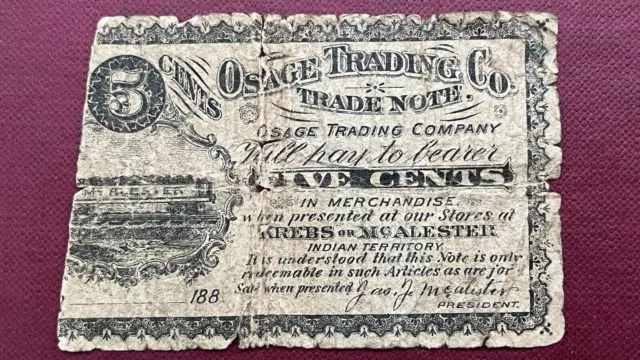 5 CENTS
OSAGE TRADING CO.
TRADE NOTE.
OSAGE TRADING COMPANY
Will pay to bearer
FIVE CENTS
IN MERCHANDISE.
when presented at our Stores at
KREBS OR MCALESTER
INDIAN TERRITORY
It is understood that this Note is only
redeemable in such Articles as are for
Sale when presented
Jas. J. McAlester
PRESIDENT.
MCALESTER
188